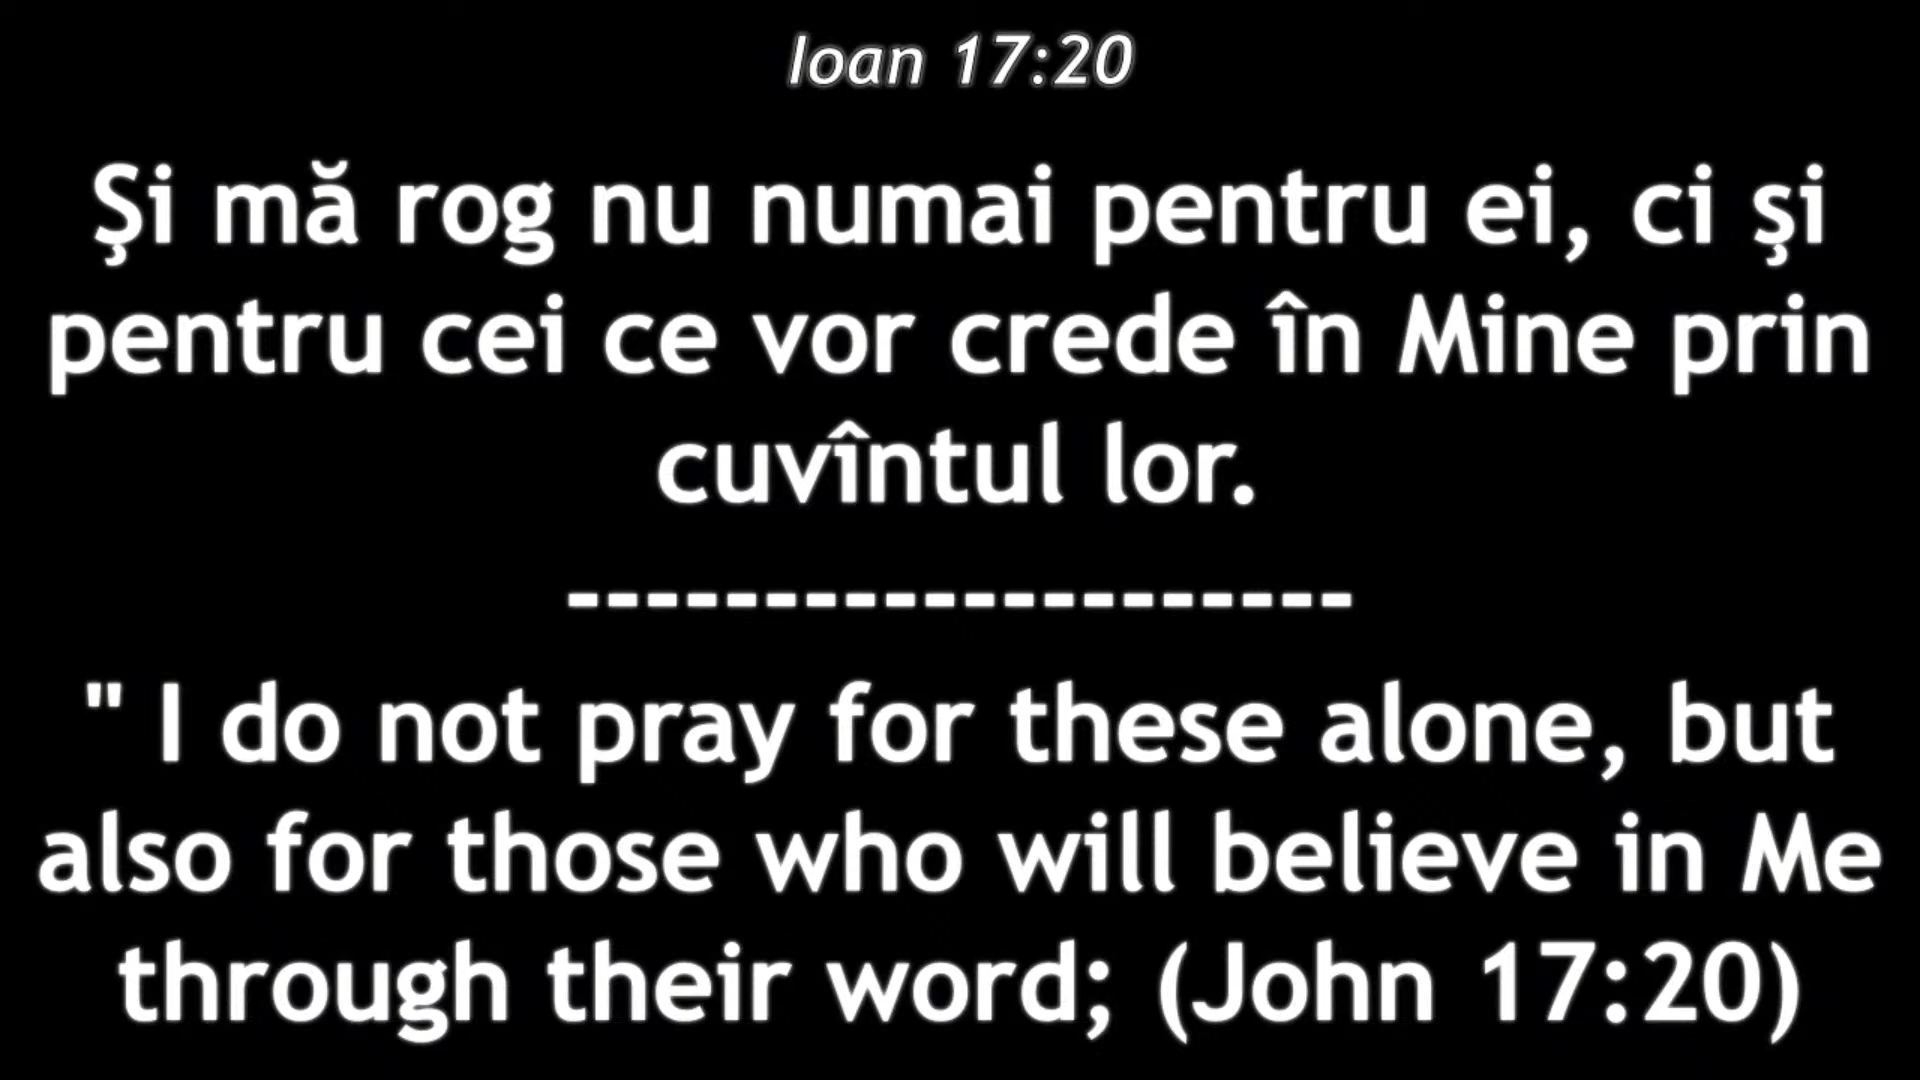 Ioan 17:20
Şi mă rog nu numai pentru ei, ci şi
pentru cei ce vor crede în Mine prin
cuvîntul lor.
--------------------
" I do not pray for these alone, but
also for those who will believe in Me
through their word; (John 17:20)